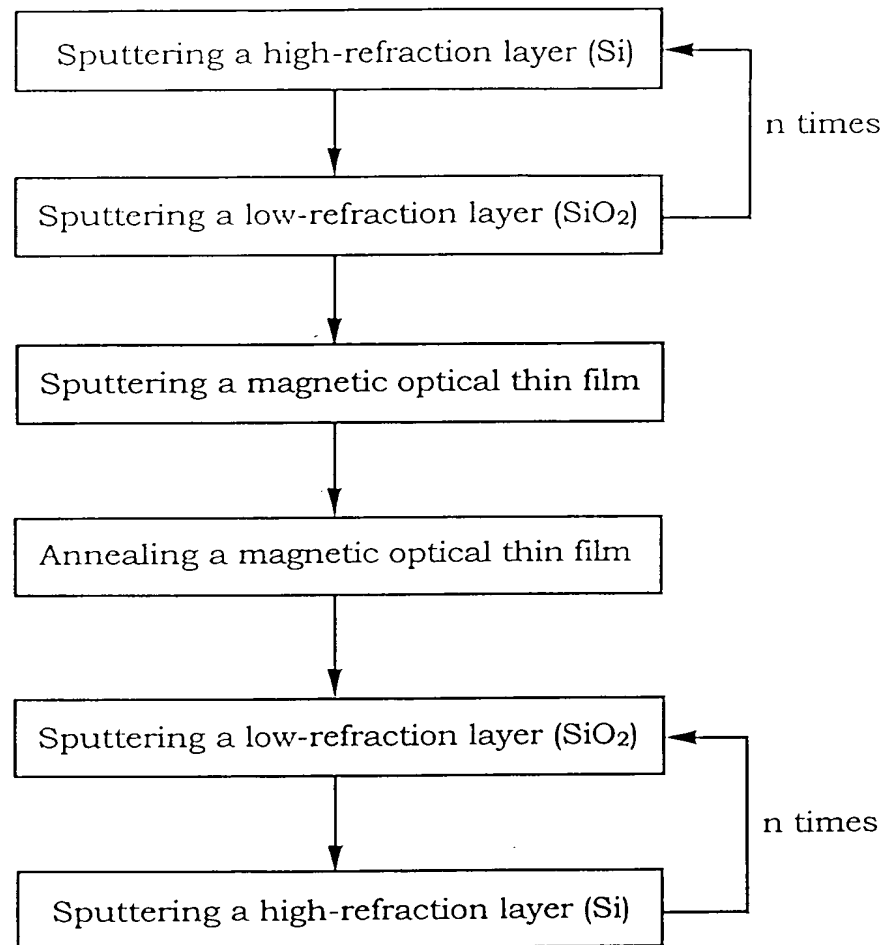 Sputtering a high-refraction layer (Si)
n times
Sputtering a low-refraction layer (SiO₂)
Sputtering a magnetic optical thin film
Annealing a magnetic optical thin film
Sputtering a low-refraction layer (SiO₂)
n times
Sputtering a high-refraction layer (Si)